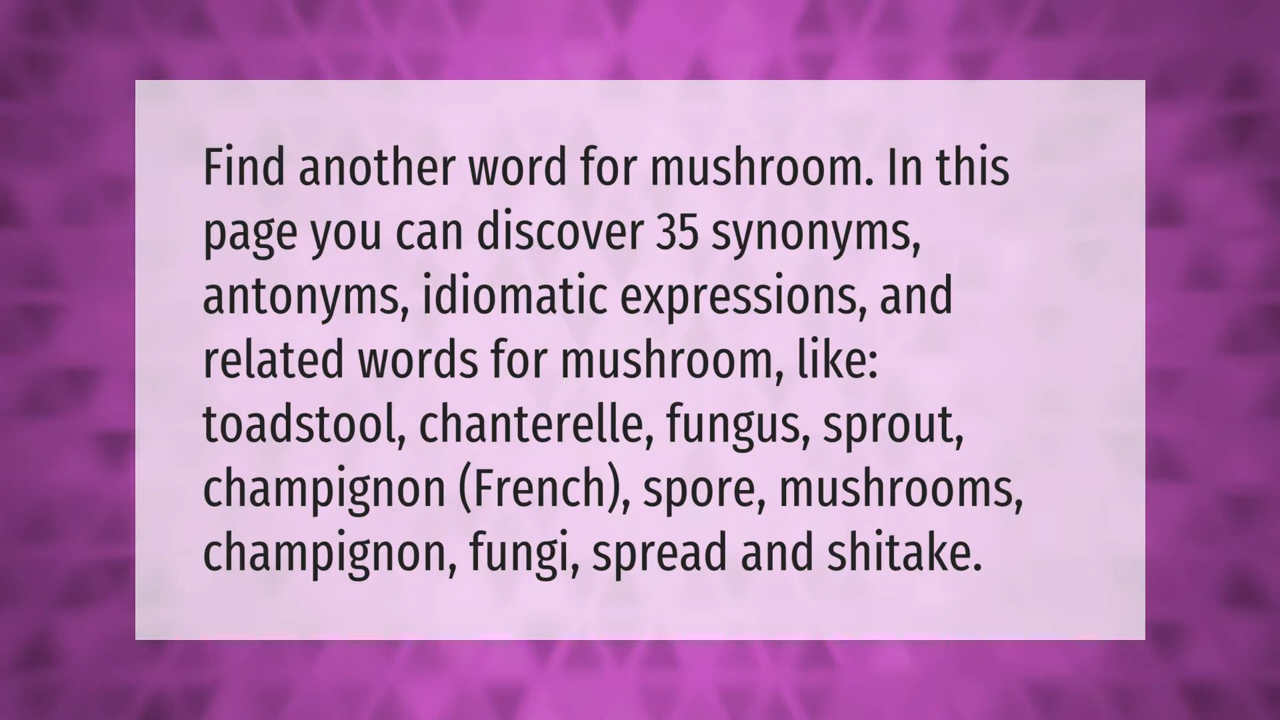 Find another word for mushroom. In this
page you can discover 35 synonyms,
antonyms, idiomatic expressions, and
related words for mushroom, like:
toadstool, chanterelle, fungus, sprout,
champignon (French), spore, mushrooms,
champignon, fungi, spread and shitake.